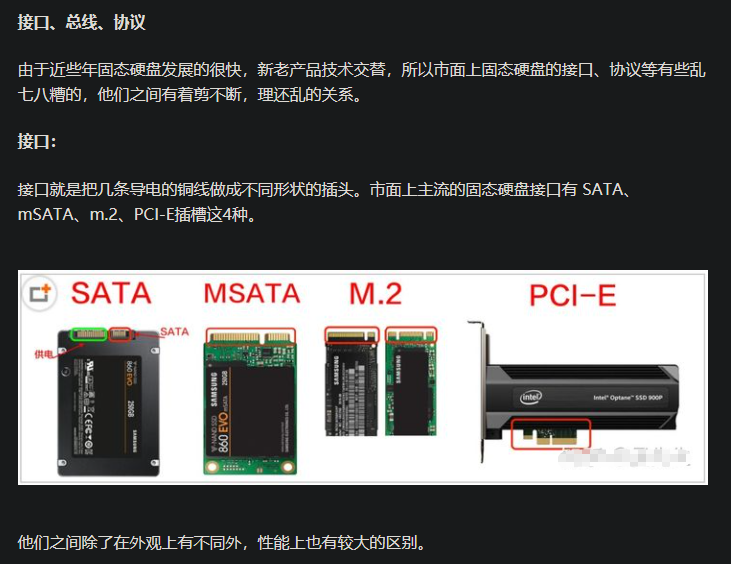 接口、总线、协议
由于近些年固态硬盘发展的很快，新老产品技术交替，所以市面上固态硬盘的接口、协议等有些乱
七八糟的，他们之间有着剪不断，理还乱的关系。
接口：
接口就是把几条导电的铜线做成不同形状的插头。市面上主流的固态硬盘接口有 SATA、
mSATA、m.2、PCI-E插槽这4种。
SATA MSATA M.2 PCI-E
SATA
供电
860 EVO
SAMSUNG
SAMSUNG
860 EVO
SAMSUNG
SAMSUNG
intel
Intel® Optane™ SSD 900P
他们之间除了在外观上有不同外，性能上也有较大的区别。